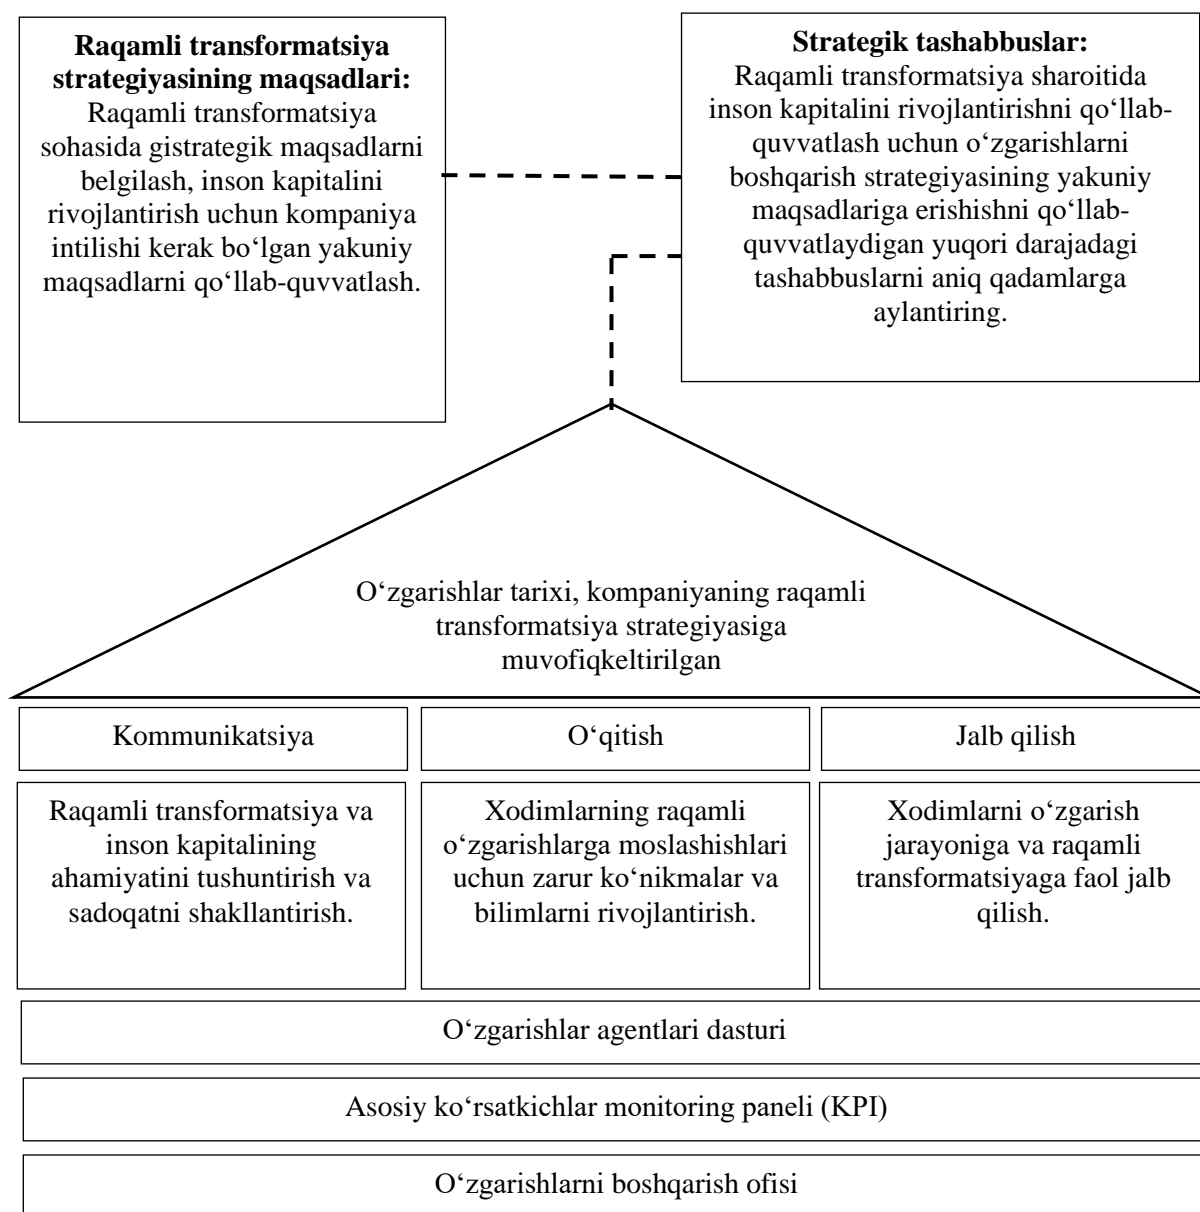 Raqamli transformatsiya
strategiyasining maqsadlari:
Raqamli transformatsiya
sohasida gistrategik maqsadlarni
belgilash, inson kapitalini
rivojlantirish uchun kompaniya
intilishi kerak bo‘lgan yakuniy
maqsadlarni qo‘llab-quvvatlash.
Strategik tashabbuslar:
Raqamli transformatsiya sharoitida
inson kapitalini rivojlantirishni qo‘llab-
quvvatlash uchun o‘zgarishlarni
boshqarish strategiyasining yakuniy
maqsadlariga erishishni qo‘llab-
quvvatlaydigan yuqori darajadagi
tashabbuslarni aniq qadamlarga
aylantiring.
O‘zgarishlar tarixi, kompaniyaning raqamli
transformatsiya strategiyasiga
muvofiqkeltirilgan
Kommunikatsiya
O‘qitish
Jalb qilish
Raqamli transformatsiya va
inson kapitalining
ahamiyatini tushuntirish va
sadoqatni shakllantirish.
Xodimlarning raqamli
o‘zgarishlarga moslashishlari
uchun zarur ko‘nikmalar va
bilimlarni rivojlantirish.
Xodimlarni o‘zgarish
jarayoniga va raqamli
transformatsiyaga faol jalb
qilish.
O‘zgarishlar agentlari dasturi
Asosiy ko‘rsatkichlar monitoring paneli (KPI)
O‘zgarishlarni boshqarish ofisi